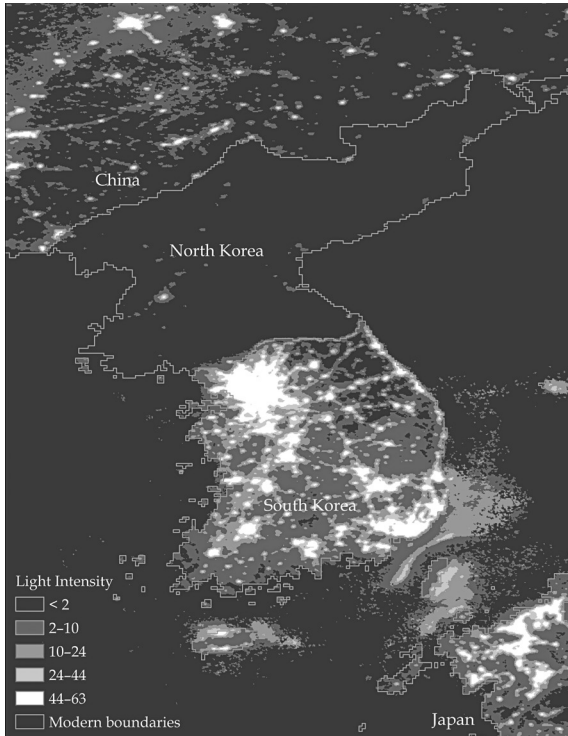 China
North Korea
South Korea
Light Intensity
< 2
2–10
10–24
24–44
44–63
Modern boundaries
Japan